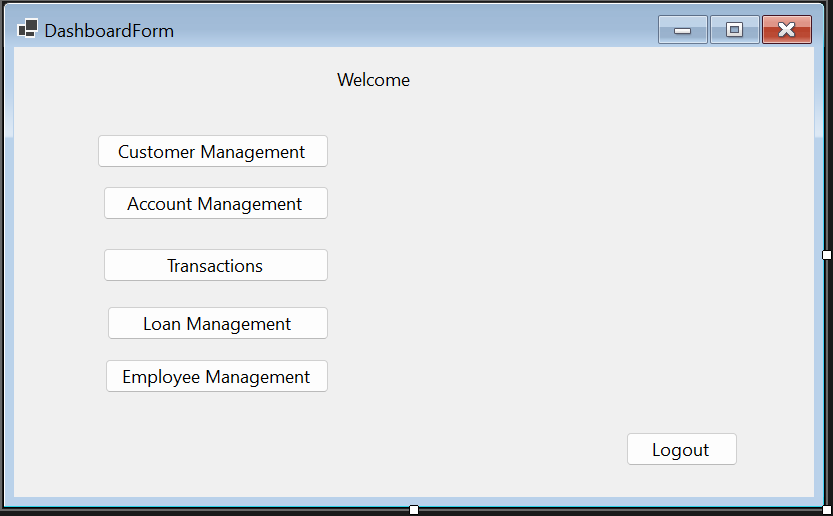 DashboardForm
Welcome
Customer Management
Account Management
Transactions
Loan Management
Employee Management
Logout